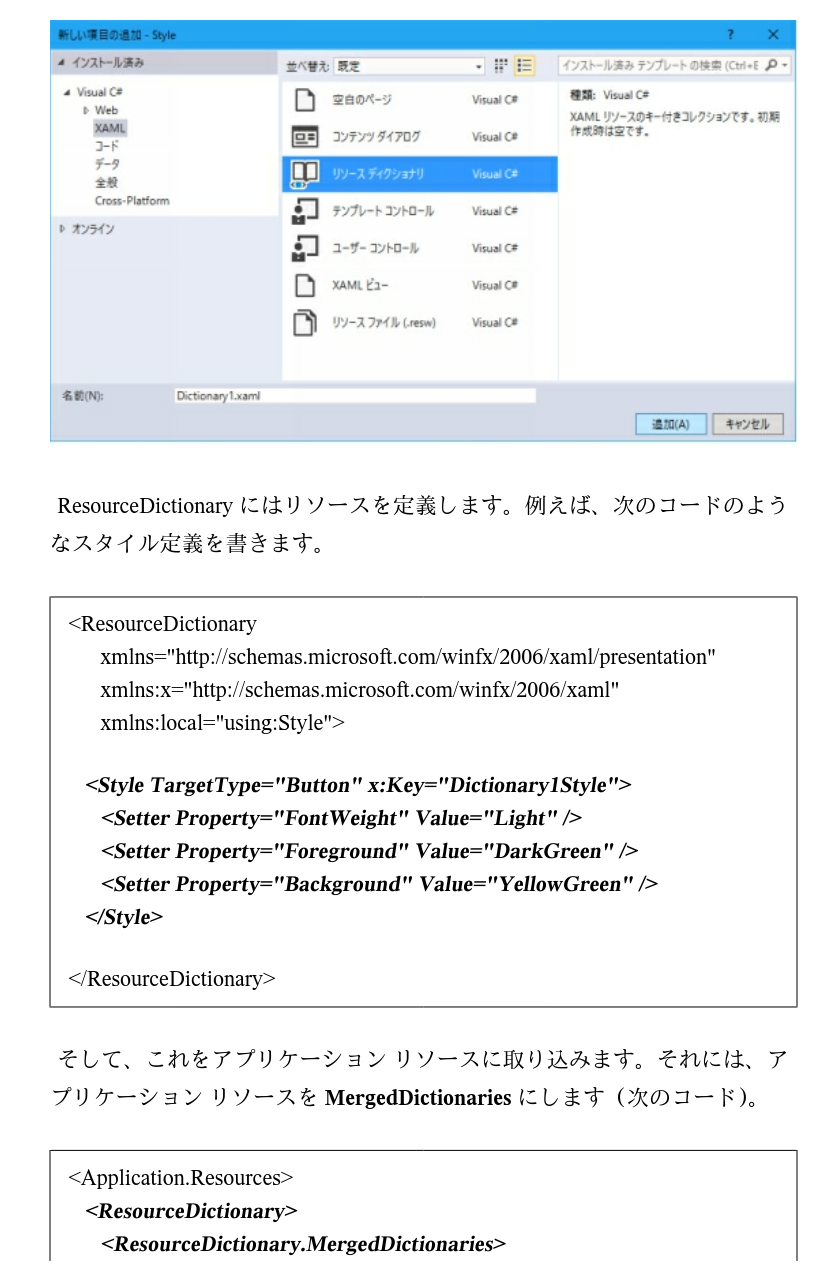 新しい項目の追加 - Style
? ×
インストール済み
並べ替え: 既定
インストール済み テンプレート の検索 (Ctrl+E
Visual C#
Web
XAML
コード
データ
全般
Cross-Platform
オンライン
空白のページ Visual C#
コンテンツ ダイアログ Visual C#
リソース ディクショナリ Visual C#
テンプレート コントロール Visual C#
ユーザー コントロール Visual C#
XAML ビュー Visual C#
リソース ファイル (.resw) Visual C#
種類: Visual C#
XAML リソースのキー付きコレクションです。初期
作成時は空です。
名前(N): Dictionary1.xaml
追加(A) キャンセル
ResourceDictionary にはリソースを定義します。例えば、次のコードのよう
なスタイル定義を書きます。
<ResourceDictionary
xmlns="http://schemas.microsoft.com/winfx/2006/xaml/presentation"
xmlns:x="http://schemas.microsoft.com/winfx/2006/xaml"
xmlns:local="using:Style">
<Style TargetType="Button" x:Key="Dictionary1Style">
<Setter Property="FontWeight" Value="Light" />
<Setter Property="Foreground" Value="DarkGreen" />
<Setter Property="Background" Value="YellowGreen" />
</Style>
</ResourceDictionary>
そして、これをアプリケーション リソースに取り込みます。それには、ア
プリケーション リソースを MergedDictionaries にします（次のコード）。
<Application.Resources>
<ResourceDictionary>
<ResourceDictionary.MergedDictionaries>